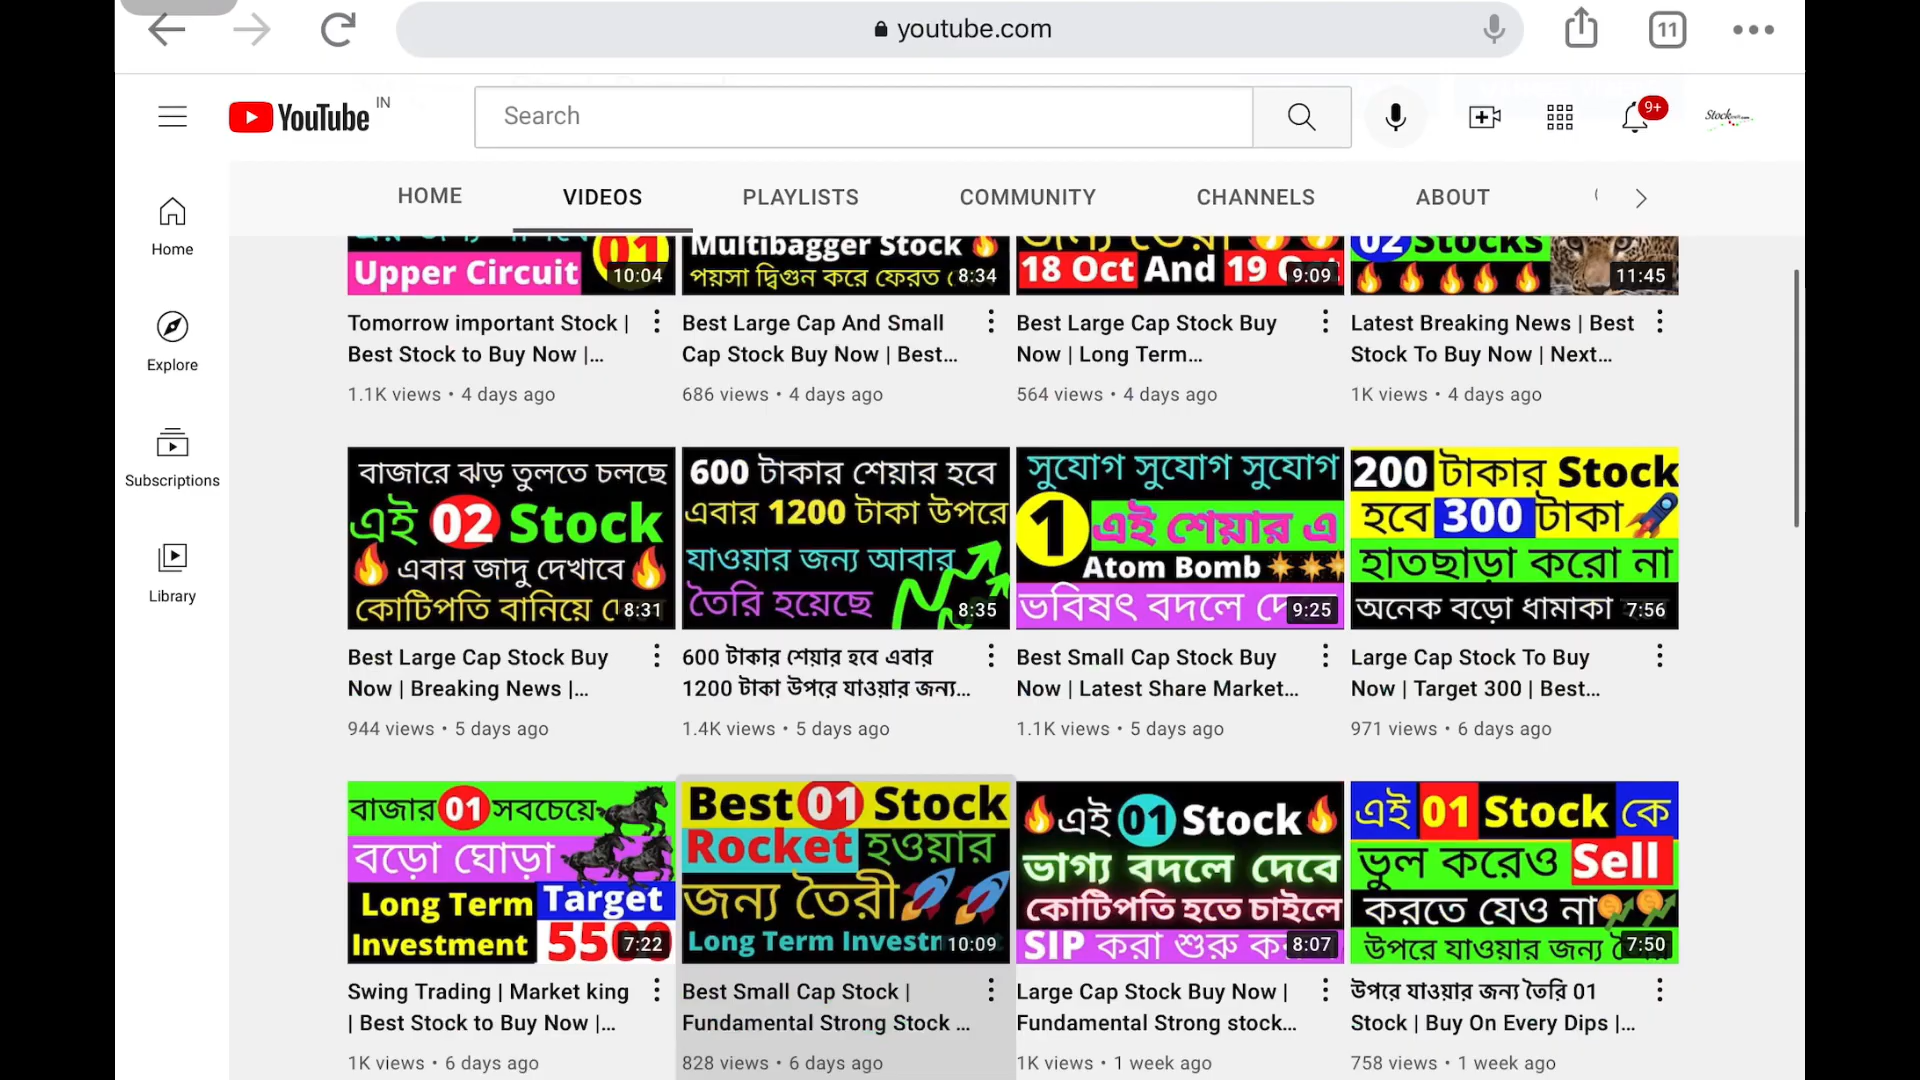 youtube.com
11
YouTube IN
Search
9+
Home
Explore
Subscriptions
Library
HOME
VIDEOS
PLAYLISTS
COMMUNITY
CHANNELS
ABOUT
01
Upper Circuit
10:04
Multibagger Stock
পয়সা দ্বিগুন করে ফেরত
8:34
18 Oct And 19
9:09
02 Stocks
11:45
Tomorrow important Stock |
Best Stock to Buy Now |...
1.1K views • 4 days ago
Best Large Cap And Small
Cap Stock Buy Now | Best...
686 views • 4 days ago
Best Large Cap Stock Buy
Now | Long Term...
564 views • 4 days ago
Latest Breaking News | Best
Stock To Buy Now | Next...
1K views • 4 days ago
বাজারে ঝড় তুলতে চলছে
এই 02 Stock
এবার জাদু দেখাবে
কোটিপতি বানিয়ে
8:31
600 টাকার শেয়ার হবে
এবার 1200 টাকা উপরে
যাওয়ার জন্য আবার
তৈরি হয়েছে
8:35
সুযোগ সুযোগ সুযোগ
1 এই শেয়ার এ
Atom Bomb
ভবিষৎ বদলে
9:25
200 টাকার Stock
হবে 300 টাকা
হাতছাড়া করো না
অনেক বড়ো ধামাকা
7:56
Best Large Cap Stock Buy
Now | Breaking News |...
944 views • 5 days ago
600 টাকার শেয়ার হবে এবার
1200 টাকা উপরে যাওয়ার জন্য...
1.4K views • 5 days ago
Best Small Cap Stock Buy
Now | Latest Share Market...
1.1K views • 5 days ago
Large Cap Stock To Buy
Now | Target 300 | Best...
971 views • 6 days ago
বাজার 01 সবচেয়ে
বড়ো ঘোড়া
Long Term Target
Investment
7:22
Best 01 Stock
Rocket হওয়ার
জন্য তৈরী
Long Term
10:09
এই 01 Stock
ভাগ্য বদলে দেবে
কোটিপতি হতে চাইলে
SIP করা শুরু
8:07
এই 01 Stock কে
ভুল করেও Sell
করতে যেও না
উপরে যাওয়ার জন্য
7:50
Swing Trading | Market king
| Best Stock to Buy Now |...
1K views • 6 days ago
Best Small Cap Stock |
Fundamental Strong Stock ...
828 views • 6 days ago
Large Cap Stock Buy Now |
Fundamental Strong stock...
1K views • 1 week ago
উপরে যাওয়ার জন্য তৈরি 01
Stock | Buy On Every Dips |...
758 views • 1 week ago